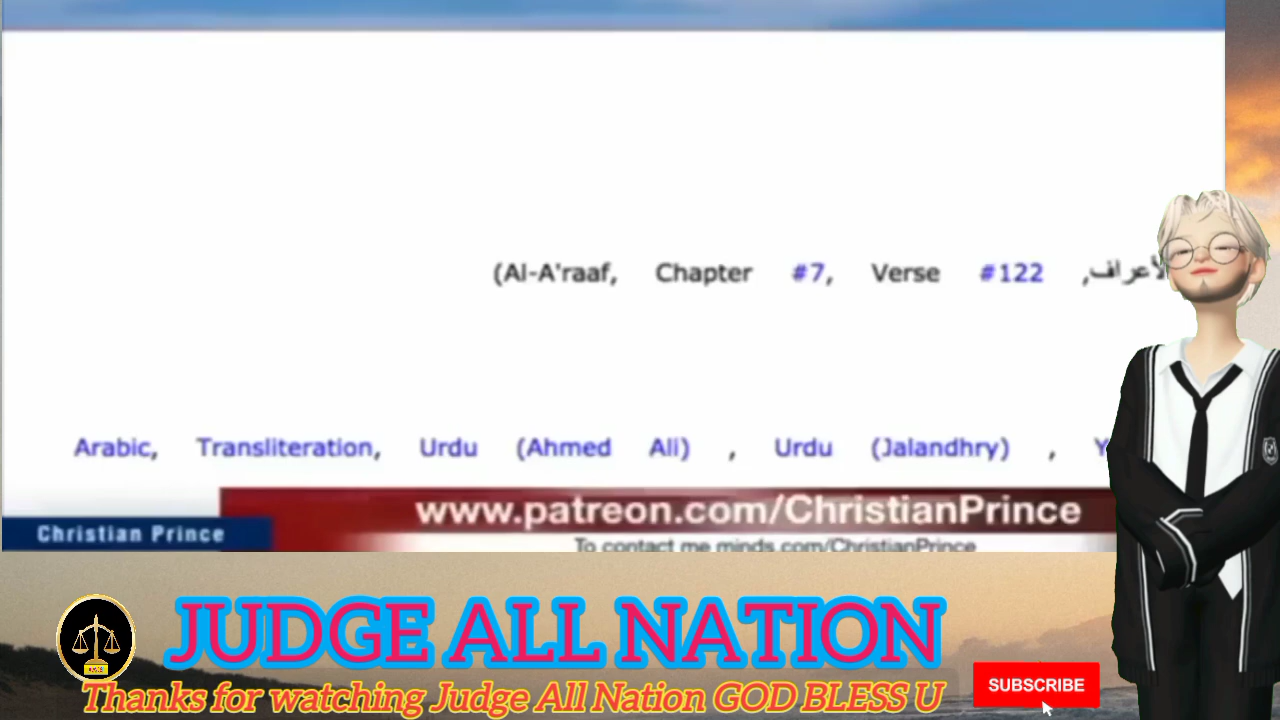 (Al-A'raaf, Chapter #7, Verse #122 ,لأعراف
Arabic, Transliteration, Urdu (Ahmed Ali) , Urdu (Jalandhry) , Y
www.patreon.com/ChristianPrince
Christian Prince
To contact me minds.com/ChristianPrince
JUDGE ALL NATION
Thanks for watching Judge All Nation GOD BLESS U
SUBSCRIBE